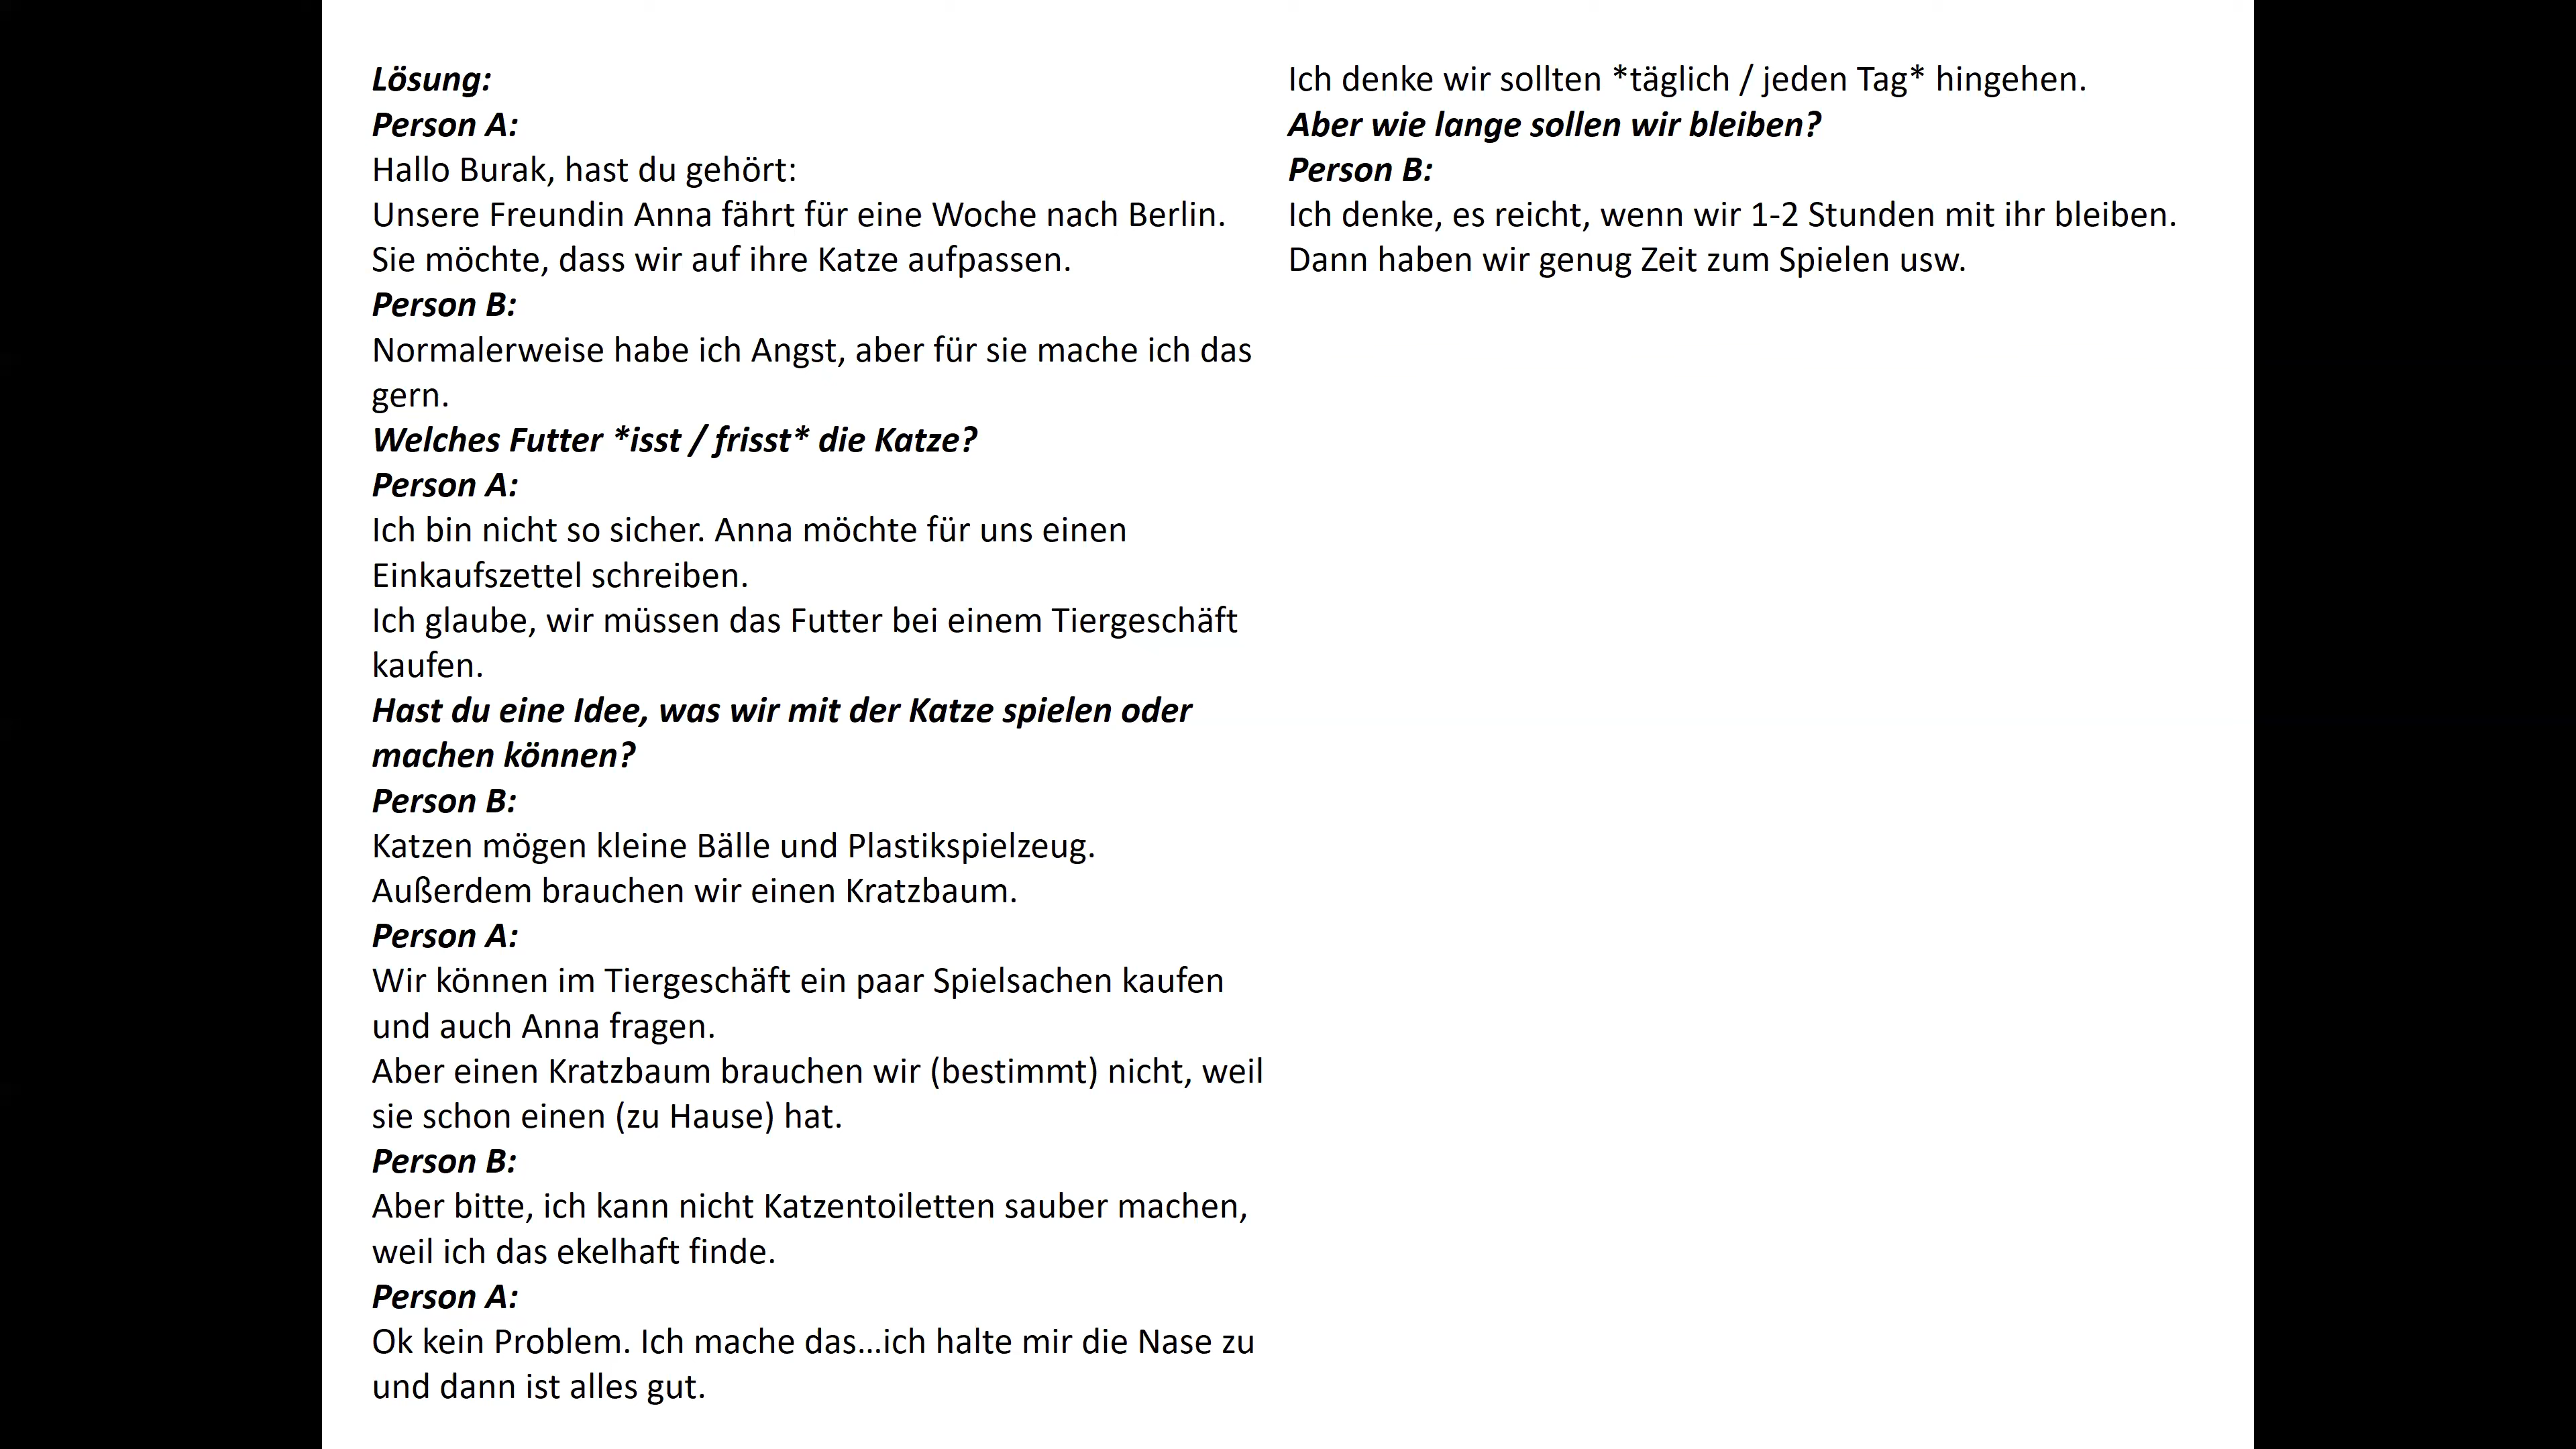 Lösung:
Person A:
Hallo Burak, hast du gehört:
Unsere Freundin Anna fährt für eine Woche nach Berlin.
Sie möchte, dass wir auf ihre Katze aufpassen.
Person B:
Normalerweise habe ich Angst, aber für sie mache ich das
gern.
Welches Futter *isst / frisst* die Katze?
Person A:
Ich bin nicht so sicher. Anna möchte für uns einen
Einkaufszettel schreiben.
Ich glaube, wir müssen das Futter bei einem Tiergeschäft
kaufen.
Hast du eine Idee, was wir mit der Katze spielen oder
machen können?
Person B:
Katzen mögen kleine Bälle und Plastikspielzeug.
Außerdem brauchen wir einen Kratzbaum.
Person A:
Wir können im Tiergeschäft ein paar Spielsachen kaufen
und auch Anna fragen.
Aber einen Kratzbaum brauchen wir (bestimmt) nicht, weil
sie schon einen (zu Hause) hat.
Person B:
Aber bitte, ich kann nicht Katzentoiletten sauber machen,
weil ich das ekelhaft finde.
Person A:
Ok kein Problem. Ich mache das...ich halte mir die Nase zu
und dann ist alles gut.
Ich denke wir sollten *täglich / jeden Tag* hingehen.
Aber wie lange sollen wir bleiben?
Person B:
Ich denke, es reicht, wenn wir 1-2 Stunden mit ihr bleiben.
Dann haben wir genug Zeit zum Spielen usw.